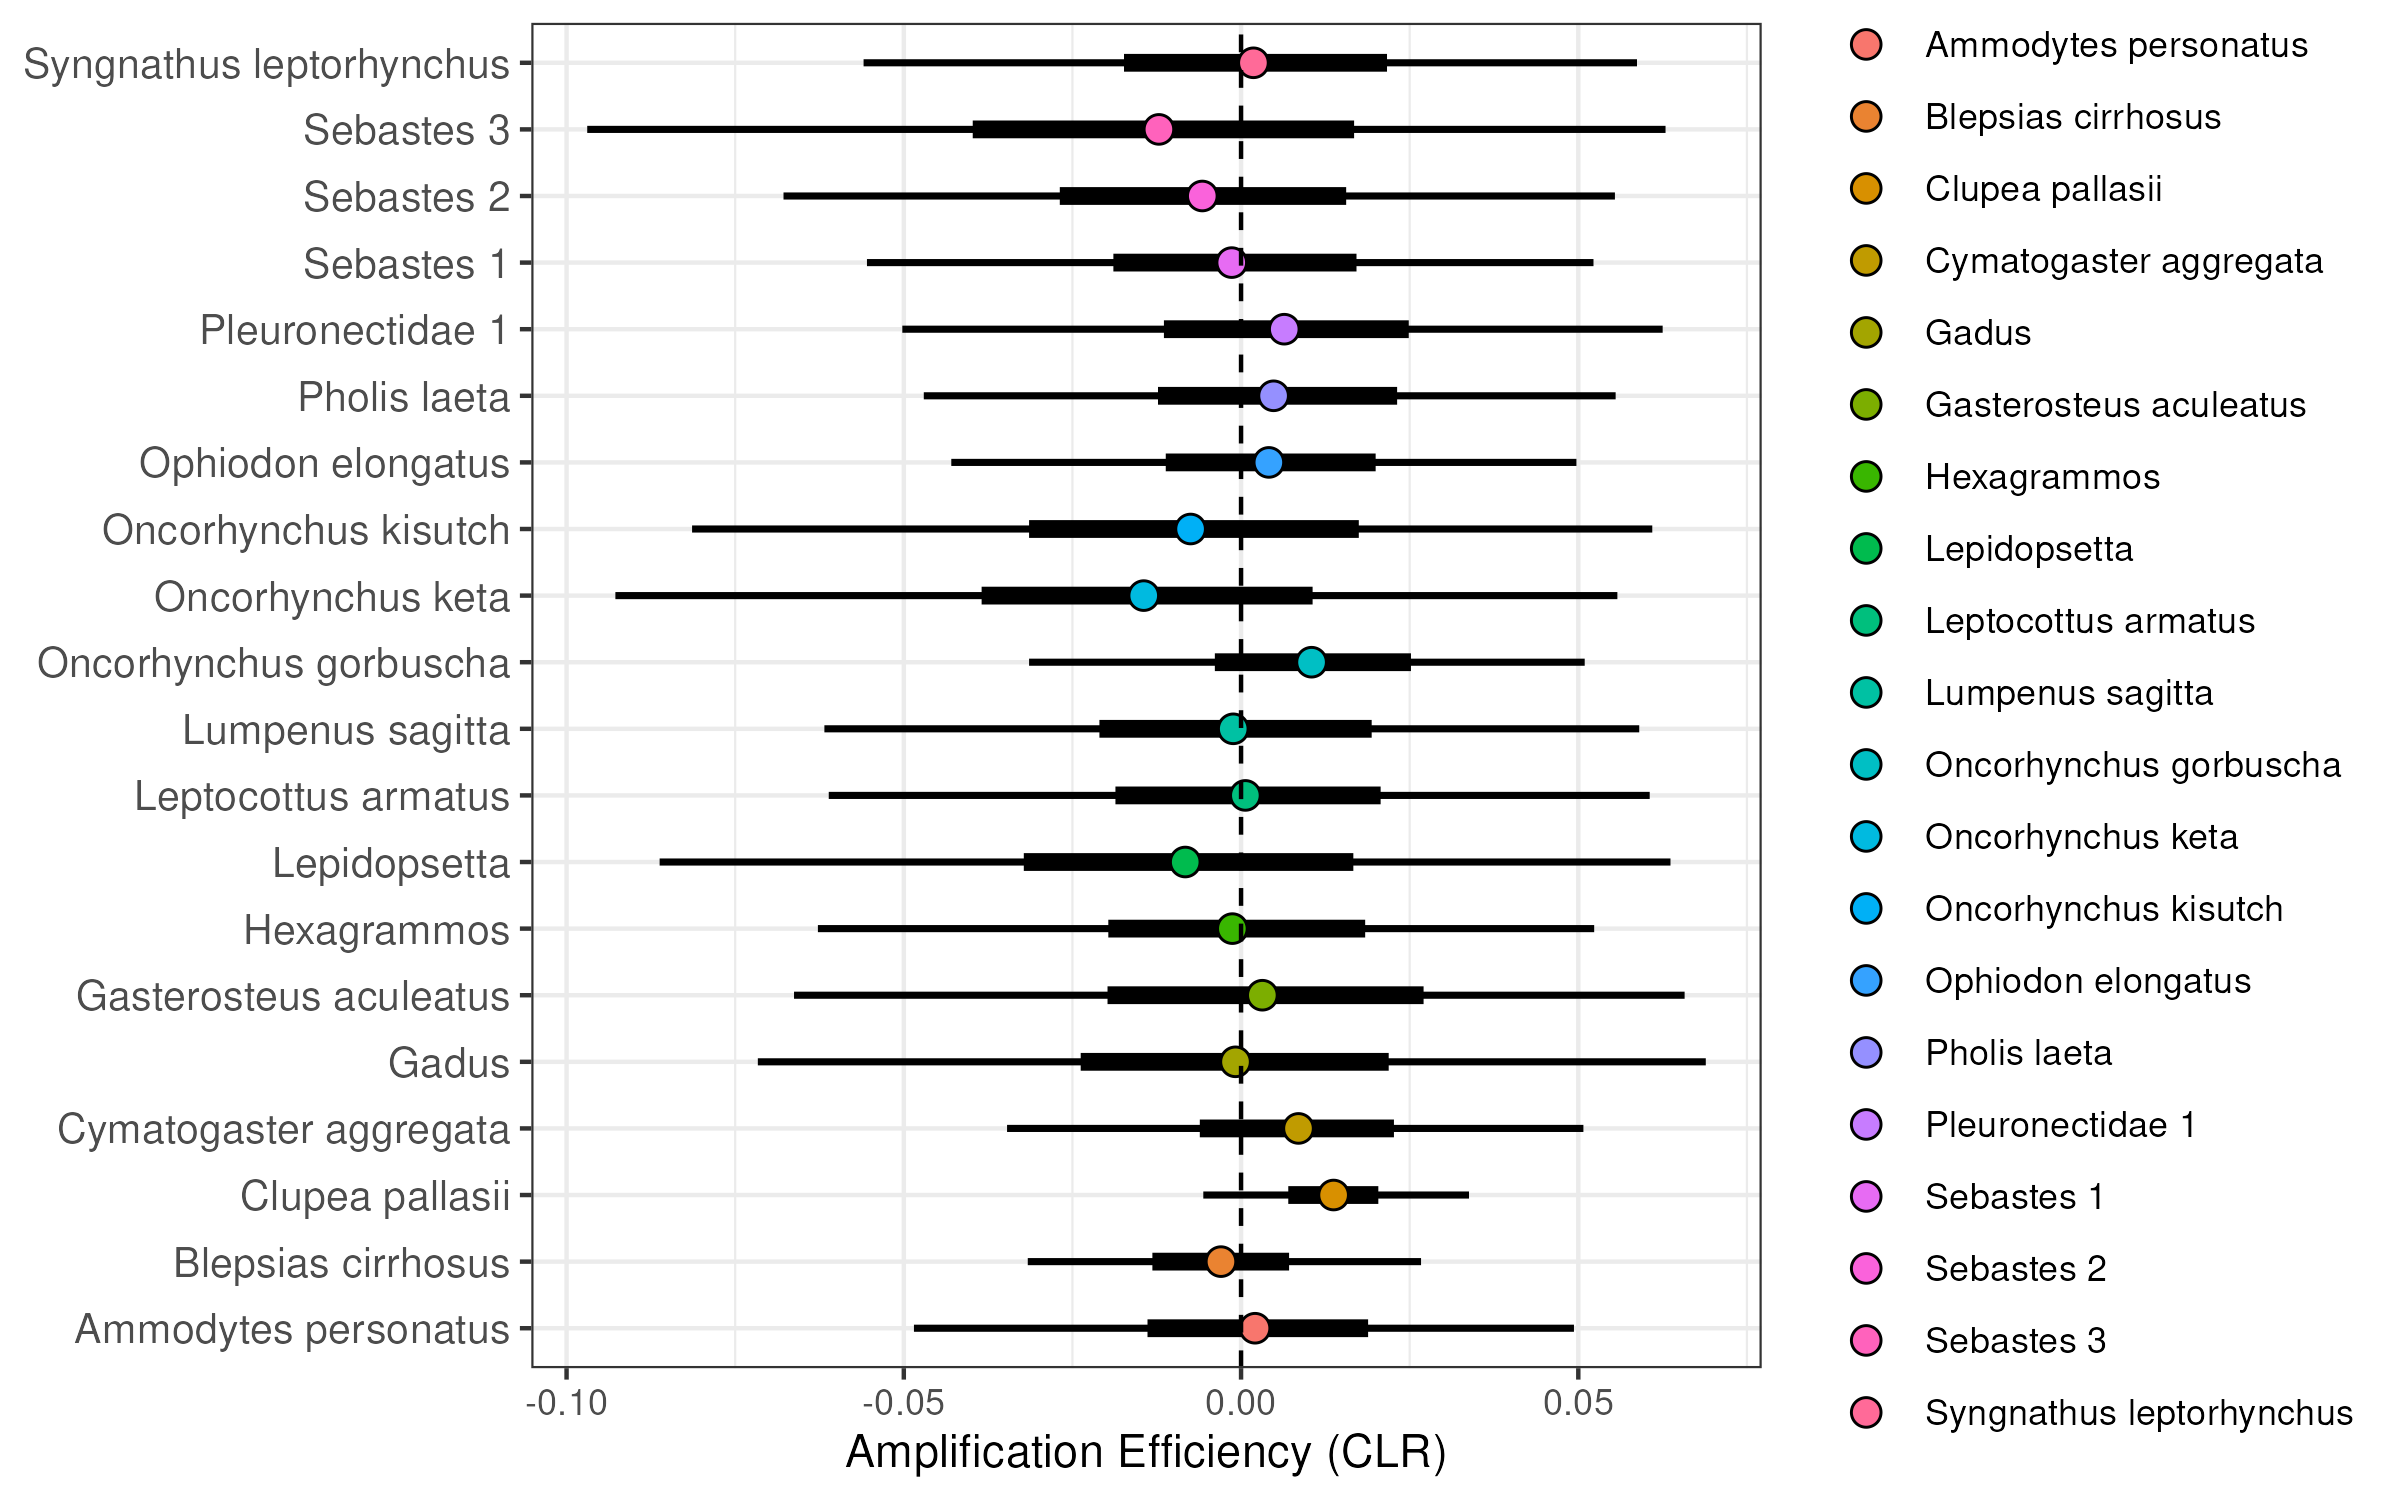 Syngnathus leptorhynchus
Sebastes 3
Sebastes 2
Sebastes 1
Pleuronectidae 1
Pholis laeta
Ophiodon elongatus
Oncorhynchus kisutch
Oncorhynchus keta
Oncorhynchus gorbuscha
Lumpenus sagitta
Leptocottus armatus
Lepidopsetta
Hexagrammos
Gasterosteus aculeatus
Gadus
Cymatogaster aggregata
Clupea pallasii
Blepsias cirrhosus
Ammodytes personatus
-0.10 -0.05 0.00 0.05
Amplification Efficiency (CLR)
Ammodytes personatus
Blepsias cirrhosus
Clupea pallasii
Cymatogaster aggregata
Gadus
Gasterosteus aculeatus
Hexagrammos
Lepidopsetta
Leptocottus armatus
Lumpenus sagitta
Oncorhynchus gorbuscha
Oncorhynchus keta
Oncorhynchus kisutch
Ophiodon elongatus
Pholis laeta
Pleuronectidae 1
Sebastes 1
Sebastes 2
Sebastes 3
Syngnathus leptorhynchus